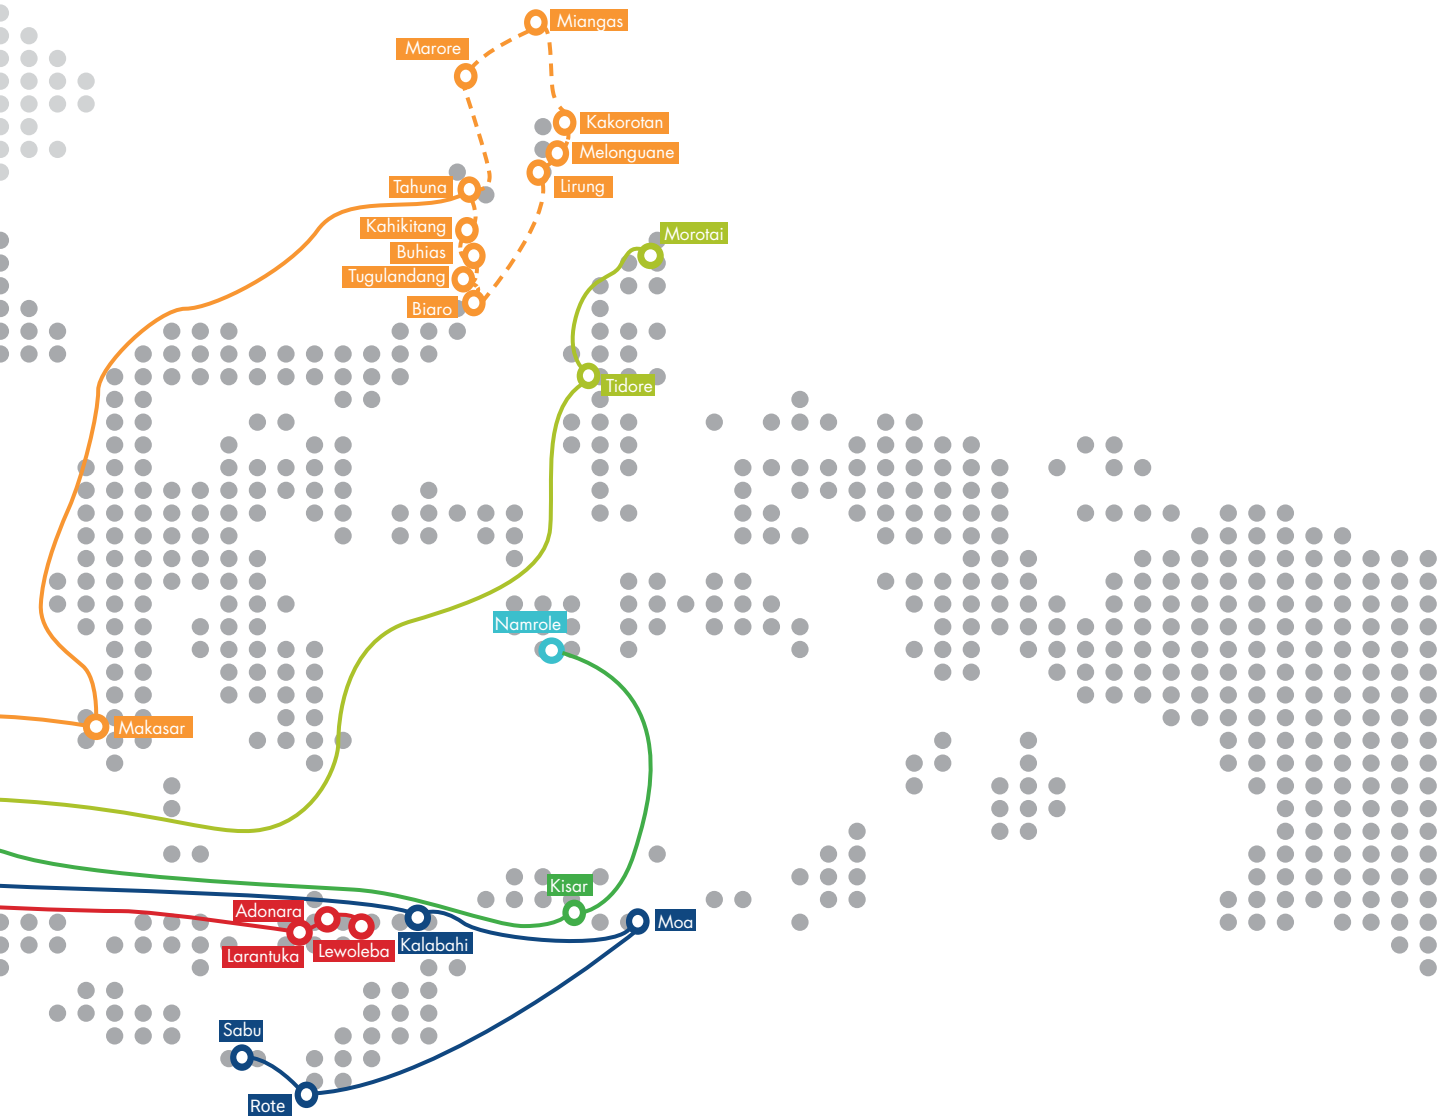 Miangas
Marore
Kakorotan
Melonguane
Tahuna
Lirung
Kahikitang
Morotai
Buhias
Tugulandang
Biaro
Tidore
Namrole
Makasar
Kisar
Adonara
Moa
Kalabahi
Lewoleba
Larantuka
Sabu
Rote